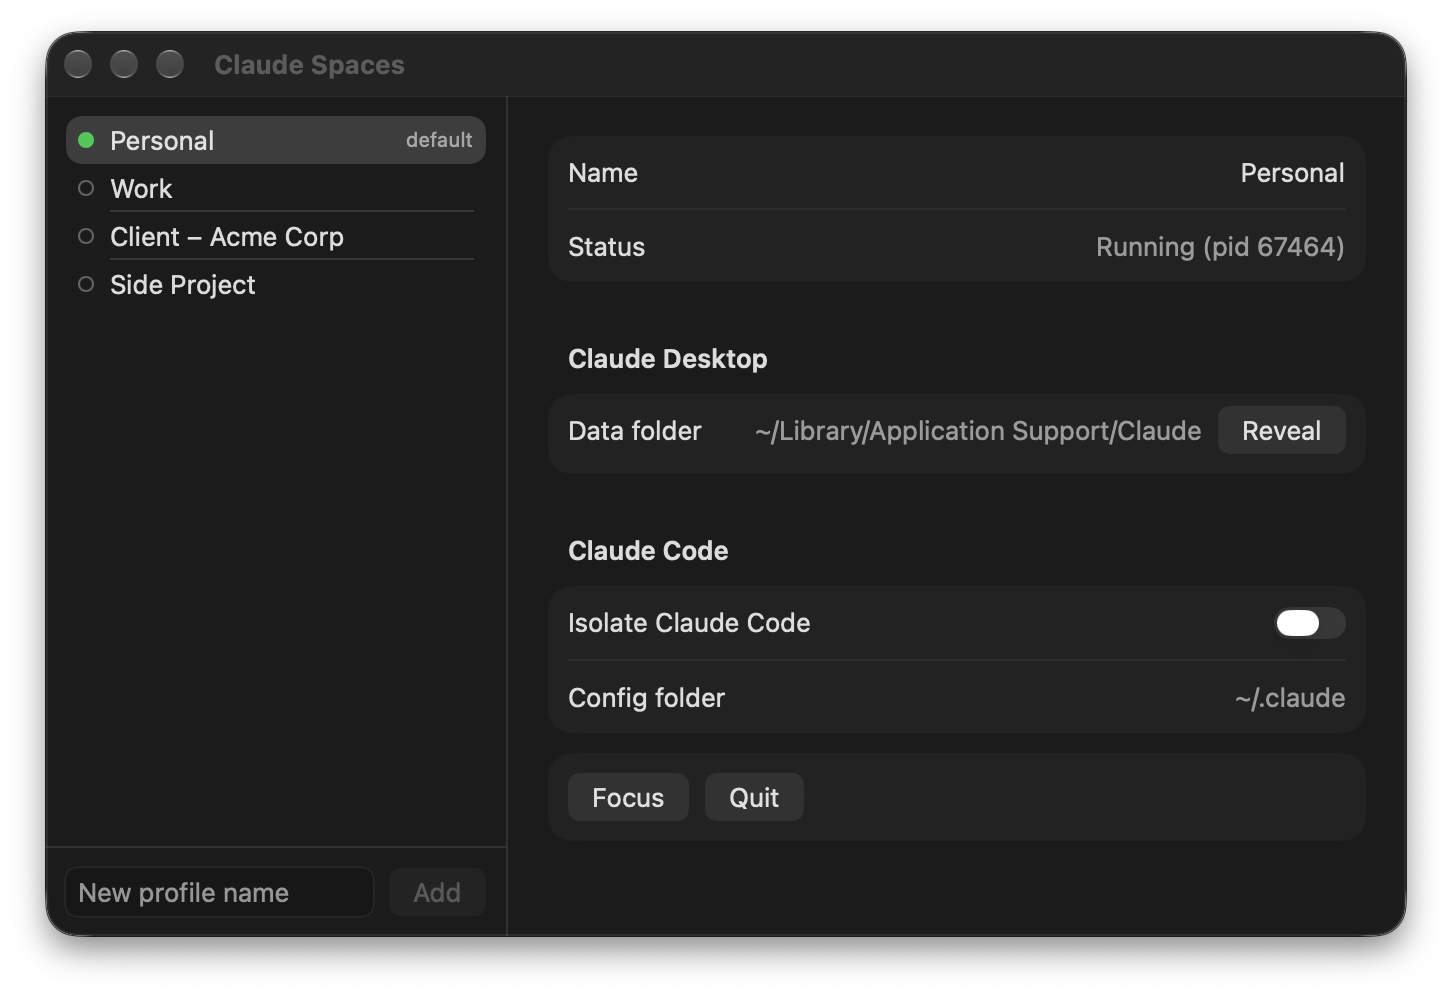 Claude Spaces
Personal default
Work
Client – Acme Corp
Side Project
New profile name Add
Name Personal
Status Running (pid 67464)
Claude Desktop
Data folder ~/Library/Application Support/Claude Reveal
Claude Code
Isolate Claude Code
Config folder ~/.claude
Focus Quit